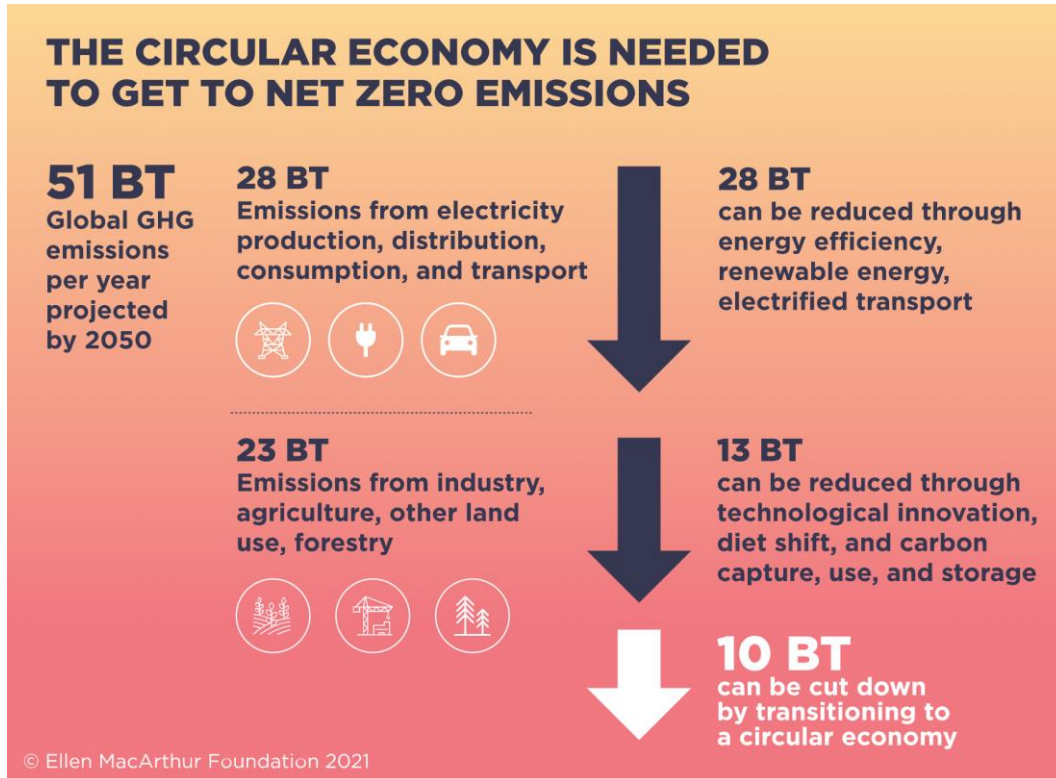 THE CIRCULAR ECONOMY IS NEEDED
TO GET TO NET ZERO EMISSIONS
51 BT
Global GHG
emissions
per year
projected
by 2050
28 BT
Emissions from electricity
production, distribution,
consumption, and transport
28 BT
can be reduced through
energy efficiency,
renewable energy,
electrified transport
23 BT
Emissions from industry,
agriculture, other land
use, forestry
13 BT
can be reduced through
technological innovation,
diet shift, and carbon
capture, use, and storage
10 BT
can be cut down
by transitioning to
a circular economy
© Ellen MacArthur Foundation 2021